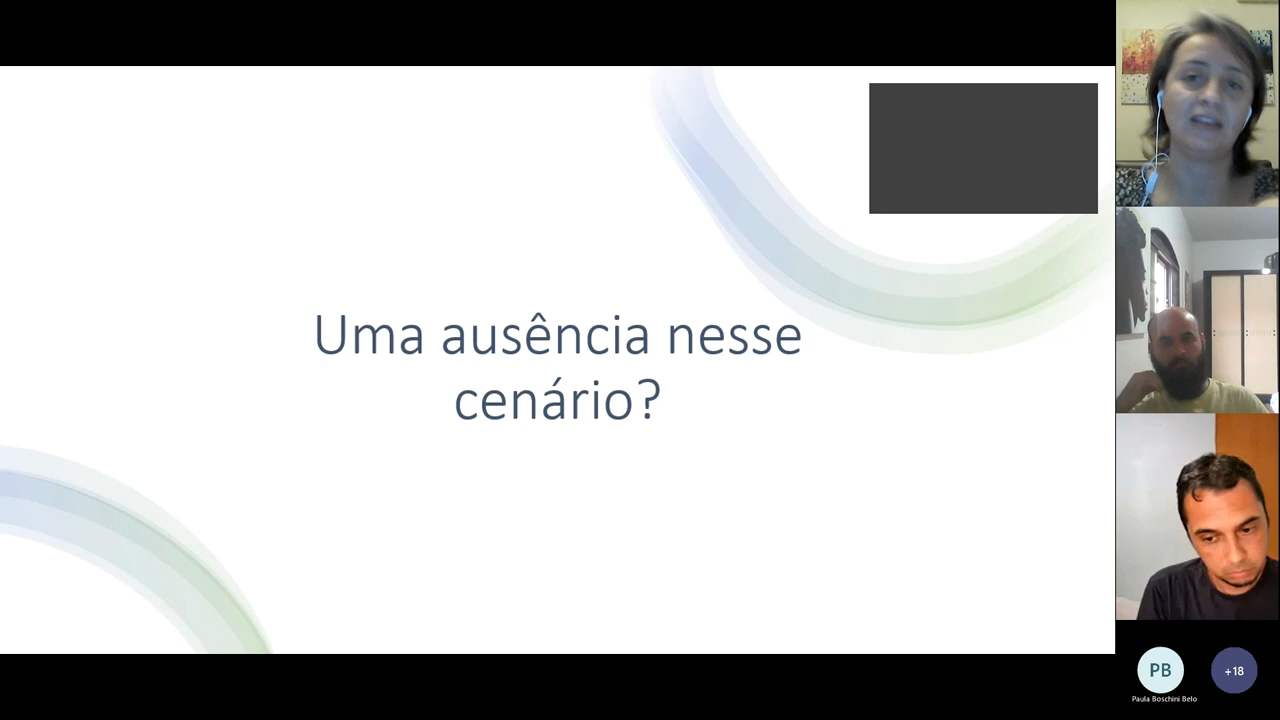 Uma ausência nesse
cenário?
PB
+18
Paula Boschini Belo